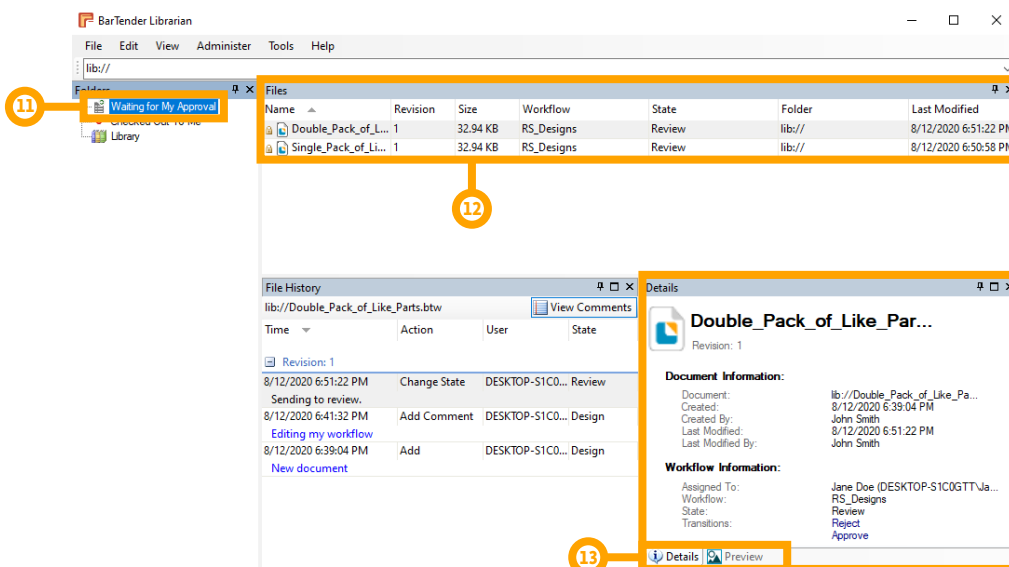 BarTender Librarian
File Edit View Administer Tools Help
lib://
Folders
11
Waiting for My Approval
Checked Out To Me
Library
Files
Name Revision Size Workflow State Folder Last Modified
Double_Pack_of_L... 1 32.94 KB RS_Designs Review lib:// 8/12/2020 6:51:22 PM
Single_Pack_of_Li... 1 32.94 KB RS_Designs Review lib:// 8/12/2020 6:50:58 PM
12
File History
lib://Double_Pack_of_Like_Parts.btw View Comments
Time Action User State
Revision: 1
8/12/2020 6:51:22 PM Change State DESKTOP-S1C0... Review
Sending to review.
8/12/2020 6:41:32 PM Add Comment DESKTOP-S1C0... Design
Editing my workflow
8/12/2020 6:39:04 PM Add DESKTOP-S1C0... Design
New document
Details
Double_Pack_of_Like_Par...
Revision: 1
Document Information:
Document: lib://Double_Pack_of_Like_Pa...
Created: 8/12/2020 6:39:04 PM
Created By: John Smith
Last Modified: 8/12/2020 6:51:22 PM
Last Modified By: John Smith
Workflow Information:
Assigned To: Jane Doe (DESKTOP-S1C0GTT\Ja...
Workflow: RS_Designs
State: Review
Transitions: Reject
Approve
13
Details Preview